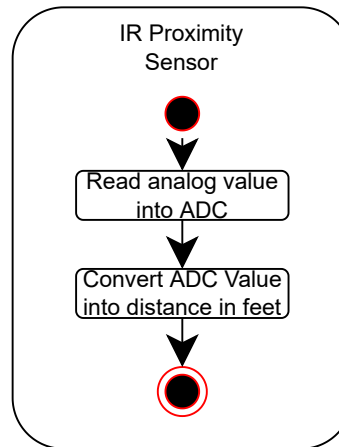 IR Proximity
Sensor
Read analog value
into ADC
Convert ADC Value
into distance in feet